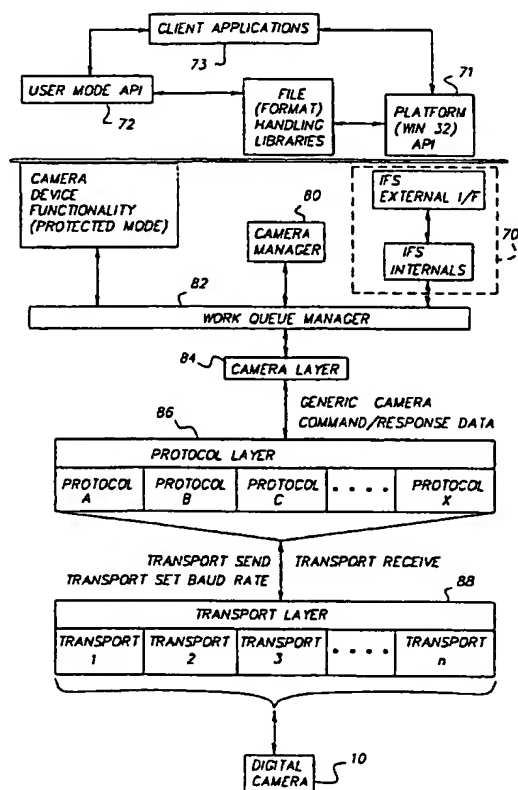 CLIENT APPLICATIONS
73
USER MODE API
72
FILE
(FORMAT)
HANDLING
LIBRARIES
71
PLATFORM
(WIN 32)
API
CAMERA
DEVICE
FUNCTIONALITY
(PROTECTED MODE)
80
CAMERA
MANAGER
IFS
EXTERNAL I/F
70
IFS
INTERNALS
82
WORK QUEUE MANAGER
84
CAMERA LAYER
GENERIC CAMERA
COMMAND/RESPONSE DATA
86
PROTOCOL LAYER
PROTOCOL
A
PROTOCOL
B
PROTOCOL
C
. . . .
PROTOCOL
X
TRANSPORT SEND
TRANSPORT SET BAUD RATE
TRANSPORT RECEIVE
88
TRANSPORT LAYER
TRANSPORT
1
TRANSPORT
2
TRANSPORT
3
. . . .
TRANSPORT
n
10
DIGITAL
CAMERA